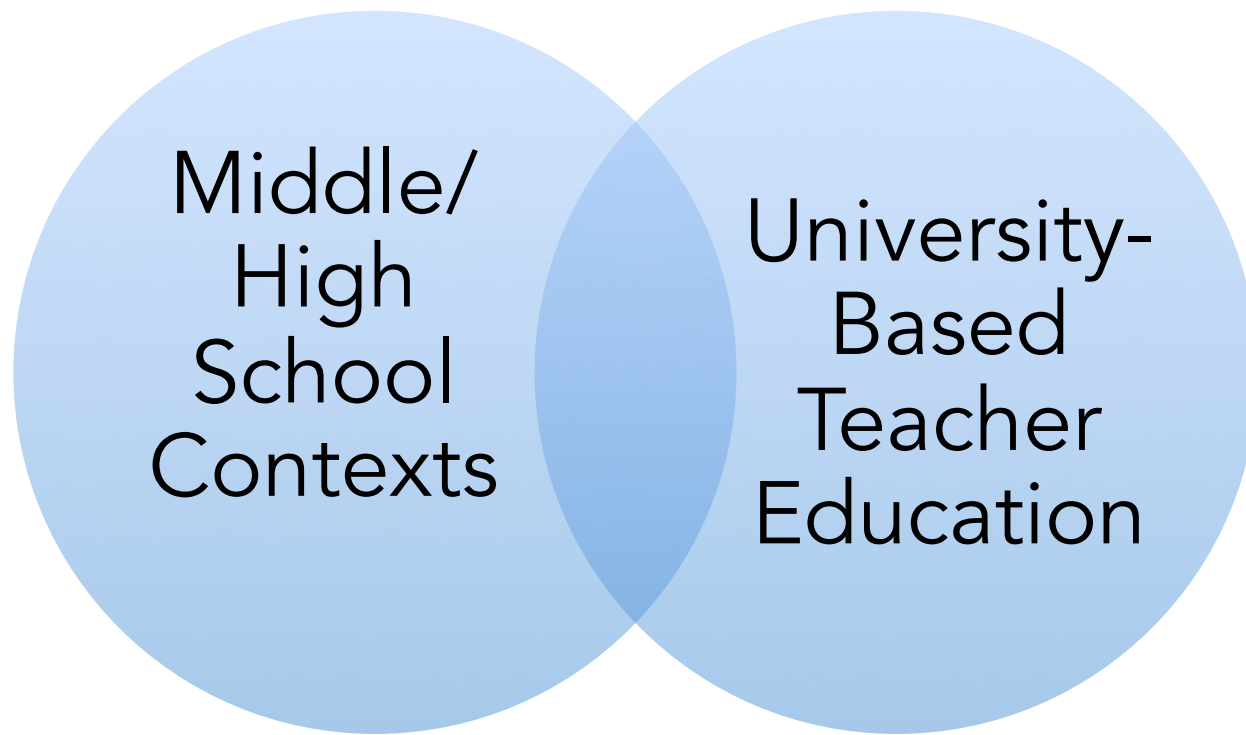 Middle/
High
School
Contexts
University-
Based
Teacher
Education